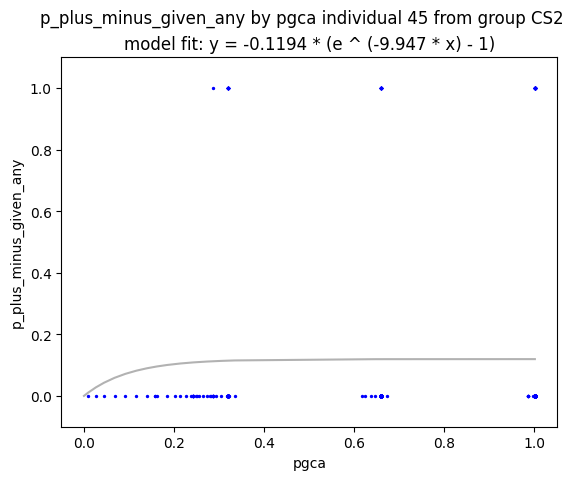 p_plus_minus_given_any by pgca individual 45 from group CS2
model fit: y = -0.1194 * (e ^ (-9.947 * x) - 1)
1.0
0.8
0.6
0.4
0.2
0.0
p_plus_minus_given_any
0.0 0.2 0.4 0.6 0.8 1.0
pgca